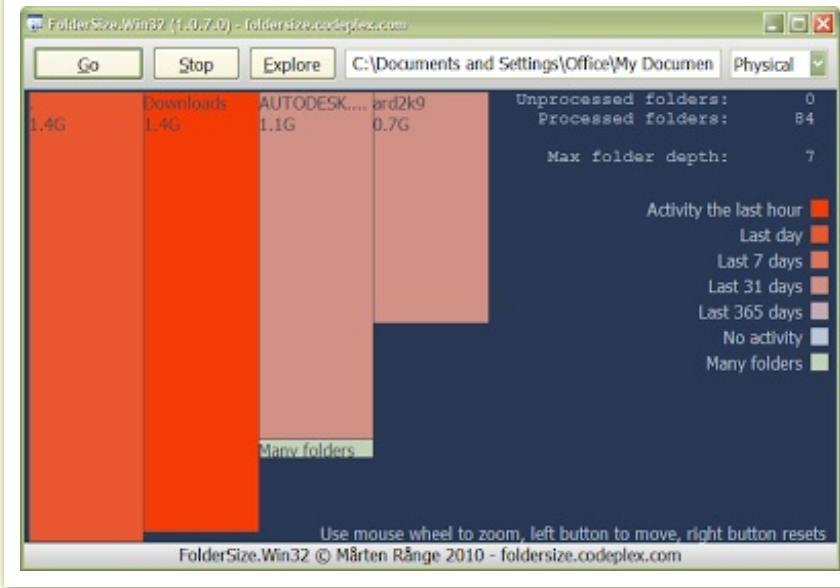 FolderSize.Win32 (1.0.7.0) - foldersize.codeplex.com
Go Stop Explore C:\Documents and Settings\Office\My Documen Physical
. Downloads AUTODESK.... ard2k9
1.4G 1.4G 1.1G 0.7G
Many folders
Unprocessed folders: 0
Processed folders: 84
Max folder depth: 7
Activity the last hour
Last day
Last 7 days
Last 31 days
Last 365 days
No activity
Many folders
Use mouse wheel to zoom, left button to move, right button resets
FolderSize.Win32 © Mårten Rånge 2010 - foldersize.codeplex.com